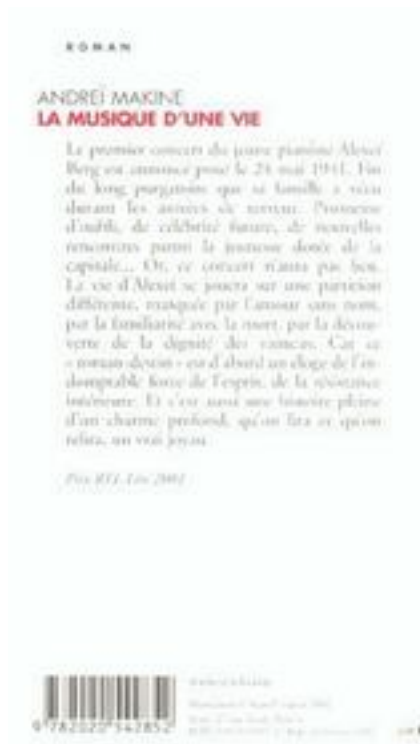 ROMAN
ANDREÏ MAKINE
LA MUSIQUE D'UNE VIE
Le premier concert du jeune pianiste Alexeï
Berg est annoncé pour le 24 mai 1941. Fin
du long purgatoire que sa famille a vécu
durant les années de terreur. Promesse
d'oubli, de célébrité future, de nouvelles
rencontres parmi la jeunesse dorée de la
capitale... Or, ce concert n'aura pas lieu.
La vie d'Alexeï se jouera sur une partition
différente, marquée par l'amour sans nom,
par la familiarité avec la mort, par la décou-
verte de la dignité des vaincus. Car ce
« roman-destin » est d'abord un éloge de l'in-
domptable force de l'esprit, de la résistance
intérieure. Et c'est aussi une histoire pleine
d'un charme profond, qu'on lira et qu'on
relira, un vrai joyau.
Prix RTL-Lire 2001
9 782020 542852